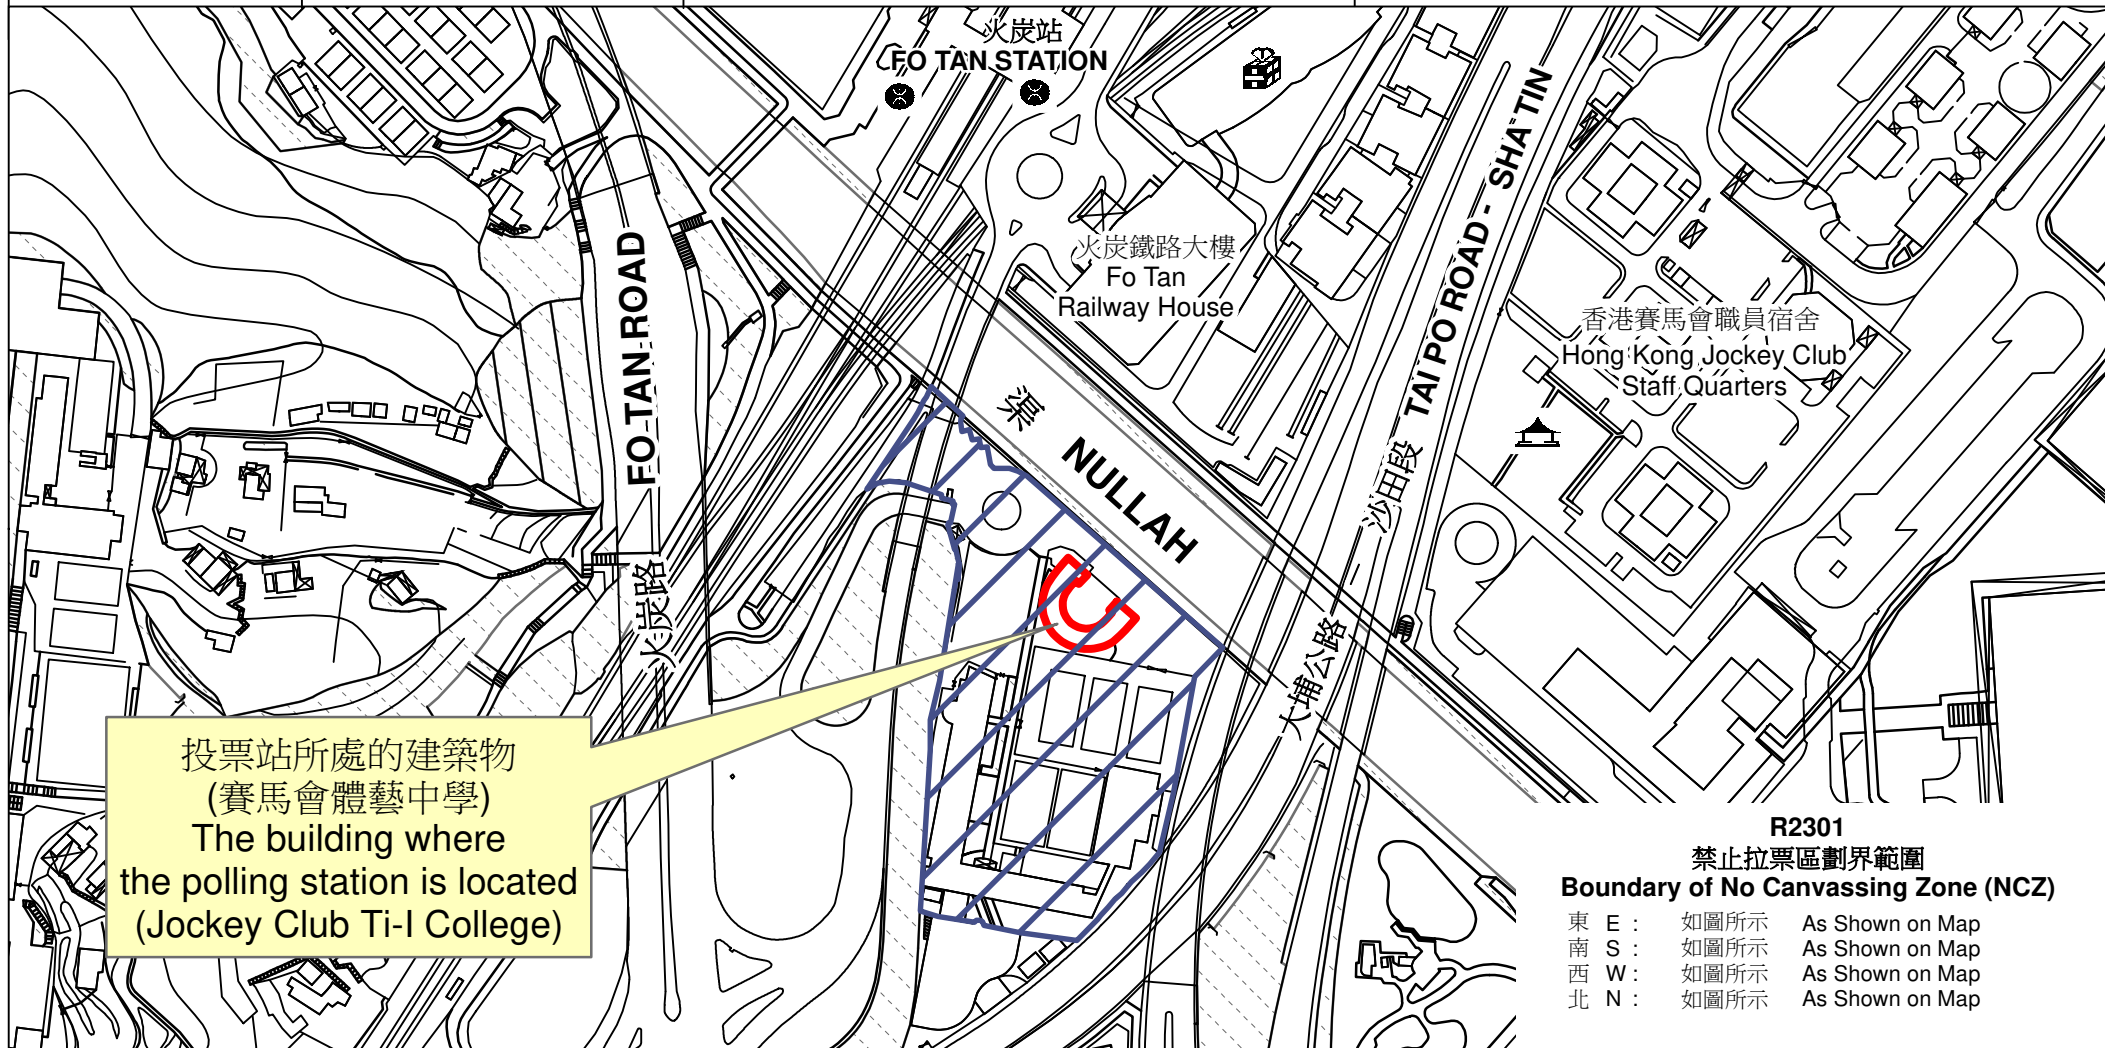 火炭站
FO TAN STATION
火炭鐵路大樓
Fo Tan
Railway House
TAI PO ROAD - SHA TIN
大埔公路 - 沙田段
香港賽馬會職員宿舍
Hong Kong Jockey Club
Staff Quarters
FO TAN ROAD
火炭路
渠 NULLAH
投票站所處的建築物
(賽馬會體藝中學)
The building where
the polling station is located
(Jockey Club Ti-I College)
R2301
禁止拉票區劃界範圍
Boundary of No Canvassing Zone (NCZ)
東 E : 如圖所示 As Shown on Map
南 S : 如圖所示 As Shown on Map
西 W : 如圖所示 As Shown on Map
北 N : 如圖所示 As Shown on Map